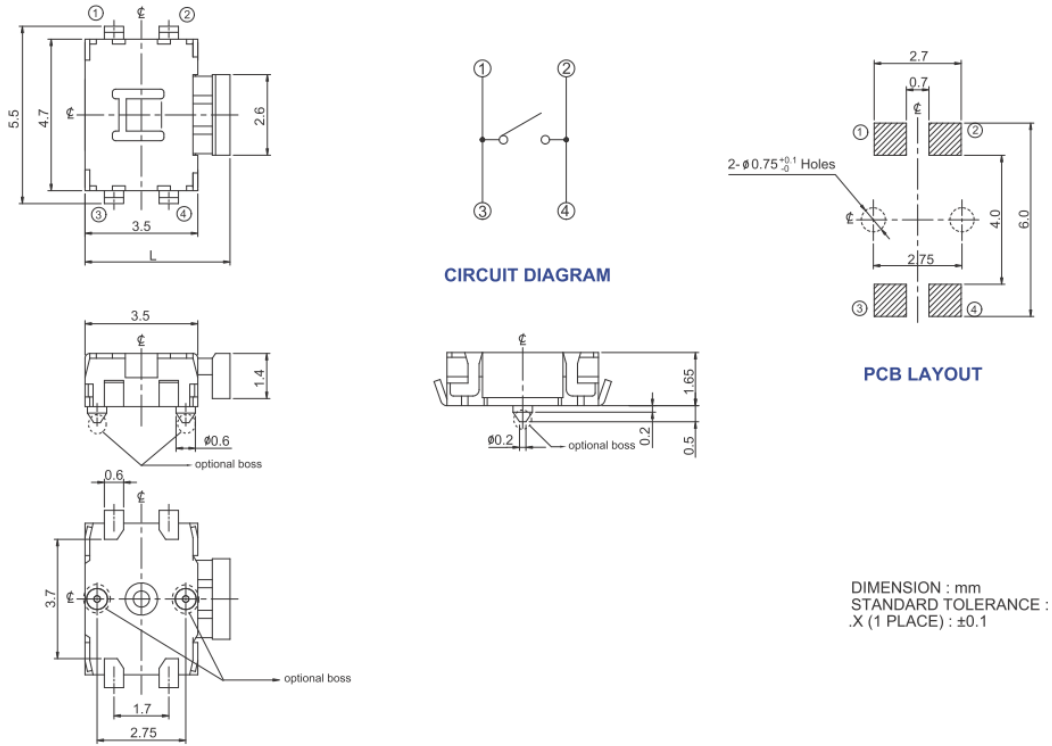 ① ②
℄
5.5
4.7
℄
2.6
③ ④
3.5
L
① ②
③ ④
CIRCUIT DIAGRAM
2.7
0.7
℄
① ②
2-ø0.75 +0.1 -0 Holes
℄
4.0
6.0
2.75
③ ④
PCB LAYOUT
3.5
℄
1.4
ø0.6
optional boss
℄
1.65
ø0.2
optional boss
0.2
0.5
0.6
℄
3.7
℄
optional boss
1.7
2.75
DIMENSION : mm
STANDARD TOLERANCE :
.X (1 PLACE) : ±0.1